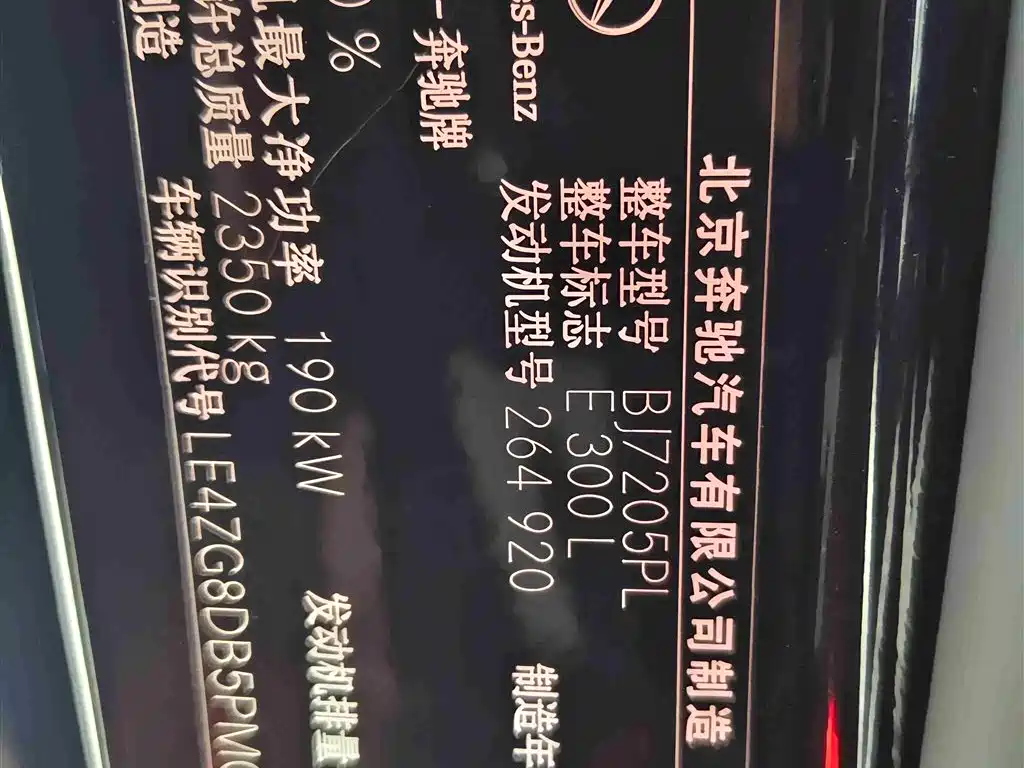 北京奔驰汽车有限公司制造
整车型号 BJ7205PL
整车标志 E 300 L
ss-Benz
发动机型号 264 920 制造年
奔驰牌
%
最大净功率 190 kW 发动机排量
许总质量 2350 kg
制造 车辆识别代号 LE4ZG8DB5PM